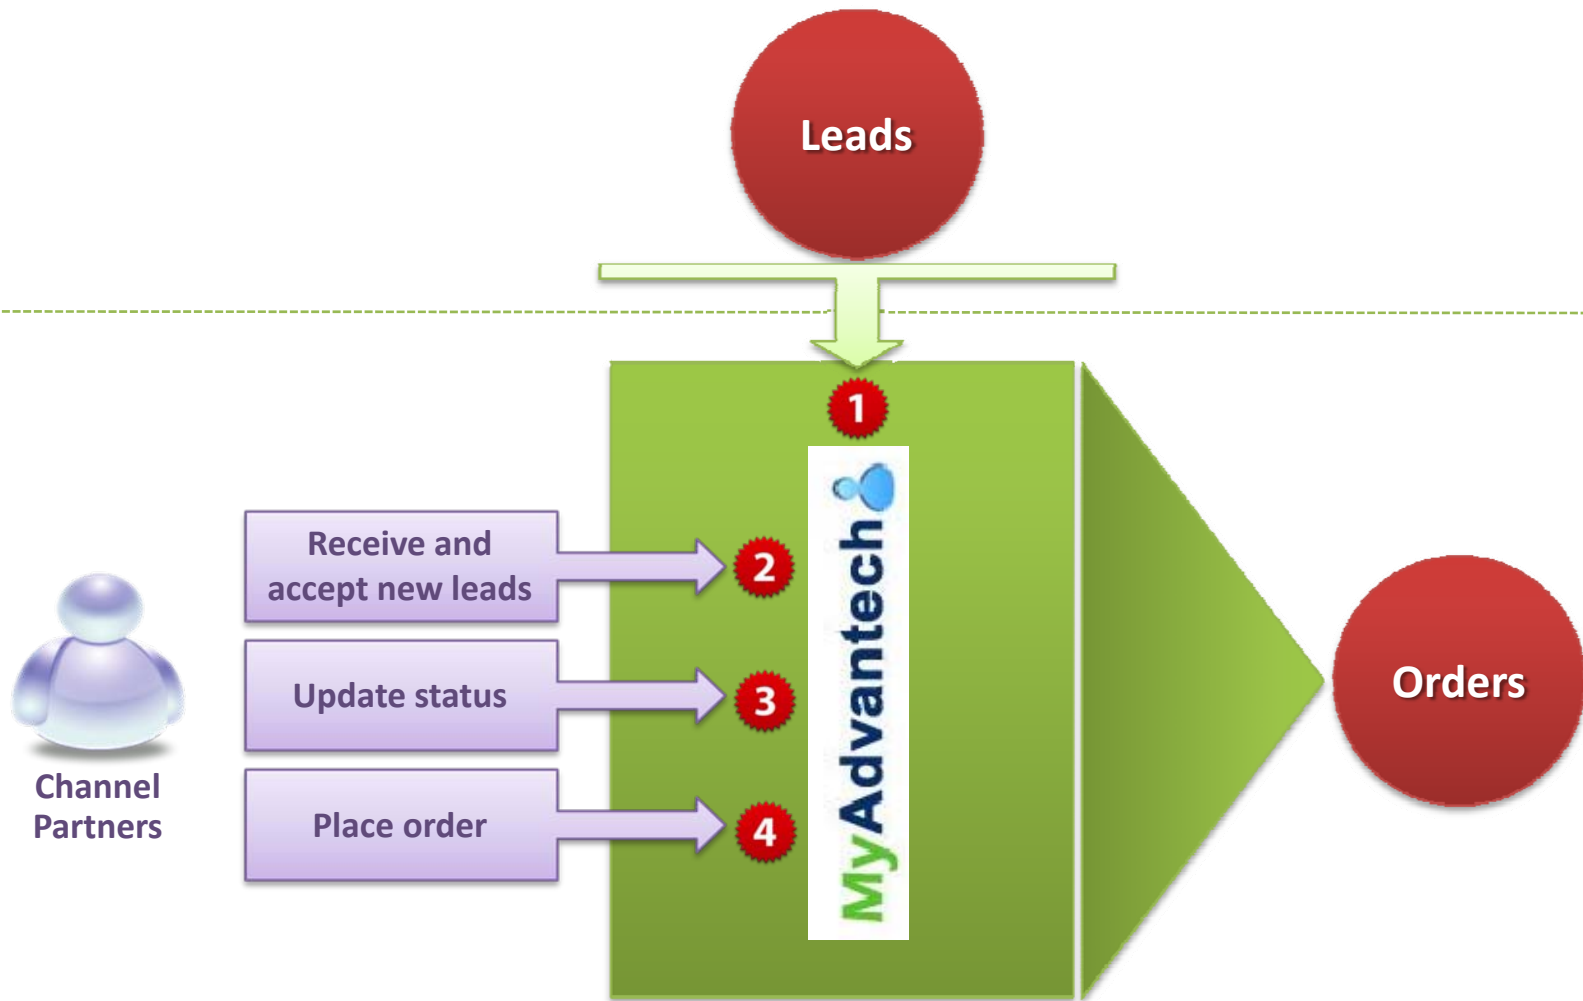 Leads
1
Receive and
accept new leads
2
Update status
3
Place order
4
MyAdvantech
Channel
Partners
Orders